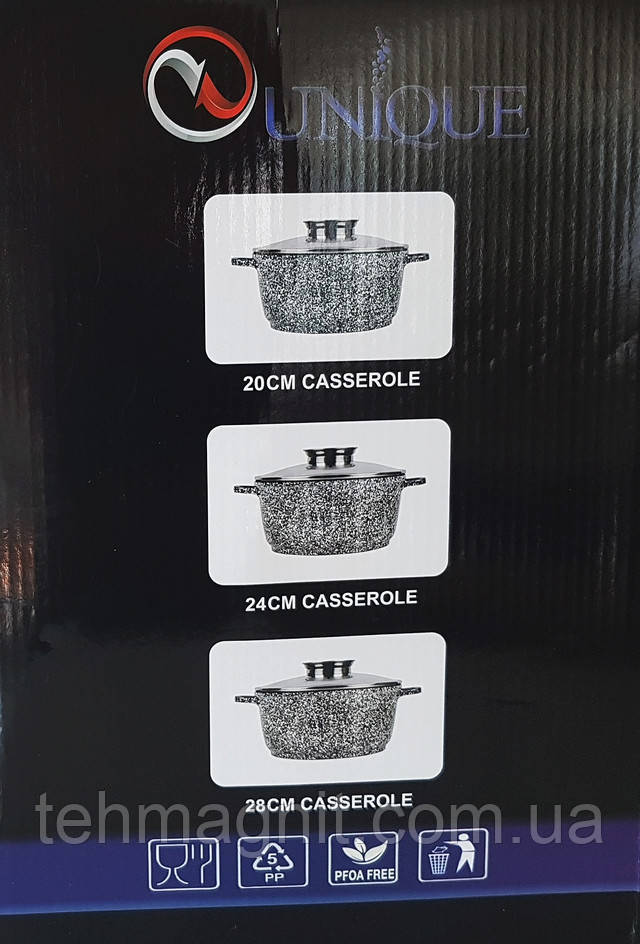 UNIQUE
20CM CASSEROLE
24CM CASSEROLE
28CM CASSEROLE
tehmagnit.com.ua
5
PP
PFOA FREE